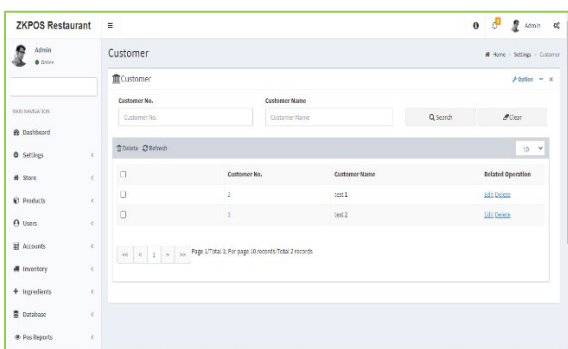 ZKPOS Restaurant
Admin
Admin
Online
Customer
Home Settings Customer
Customer
Option
Customer No.
Customer Name
Customer No.
Customer Name
Search
Clear
MAIN NAVIGATION
Dashboard
Settings
Store
Products
Users
Accounts
Inventory
Ingredients
Database
Pos Reports
Delete Refresh
10
Customer No. Customer Name Related Operation
2 test 1 Edit Delete
3 test 2 Edit Delete
<< < 1 > >> Page 1/Total 1; Per page 10 records/Total 2 records